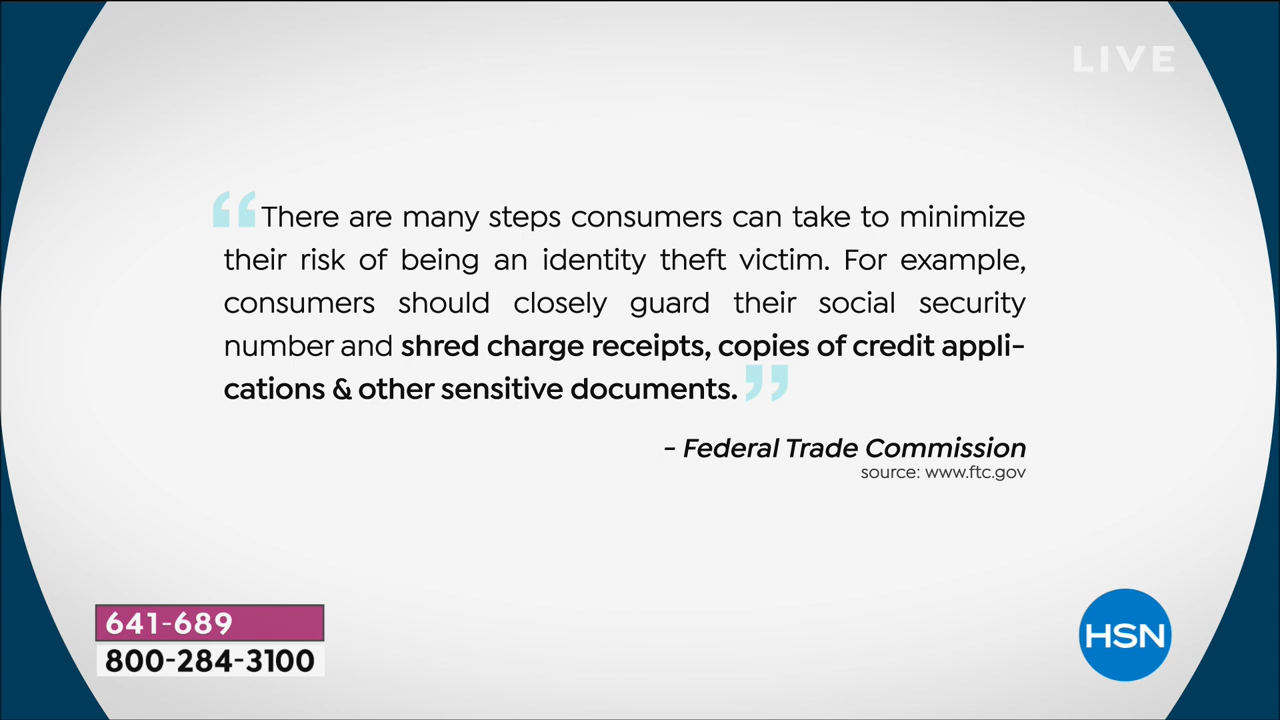 LIVE
“There are many steps consumers can take to minimize
their risk of being an identity theft victim. For example,
consumers should closely guard their social security
number and shred charge receipts, copies of credit appli-
cations & other sensitive documents.”
- Federal Trade Commission
source: www.ftc.gov
641-689
800-284-3100
HSN